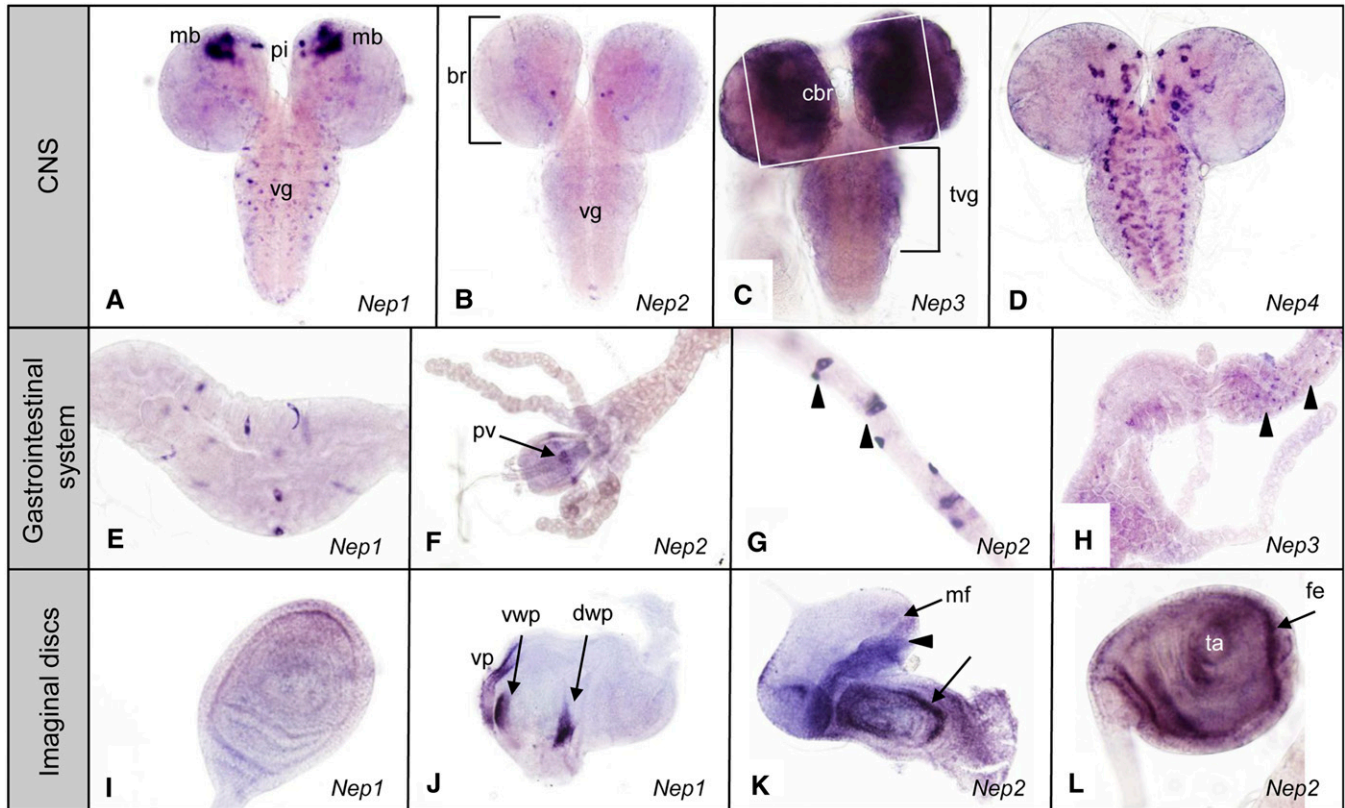 CNS
mb
pi
mb
vg
A
Nep1
br
vg
B
Nep2
cbr
tvg
C
Nep3
D
Nep4
Gastrointestinal
system
E
Nep1
pv
F
Nep2
G
Nep2
H
Nep3
Imaginal discs
I
Nep1
vwp
dwp
vp
J
Nep1
mf
K
Nep2
fe
ta
L
Nep2